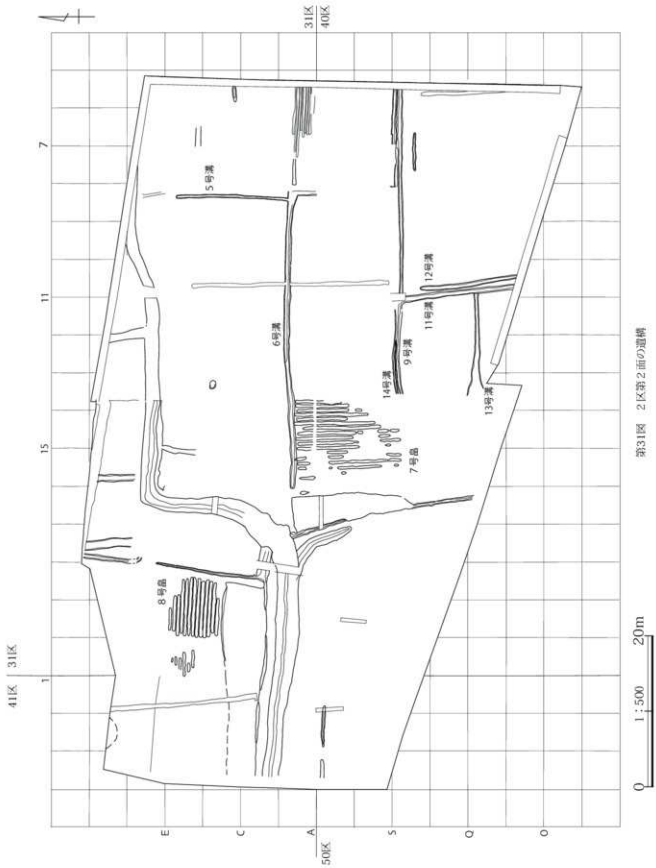 41区 31区
31区
40区
50区
1
15
11
7
E
C
A
S
Q
O
5号溝
6号溝
8号畠
7号畠
14号溝
9号溝
11号溝
12号溝
13号溝
0 1:500 20m
第31図 2区第2面の遺構